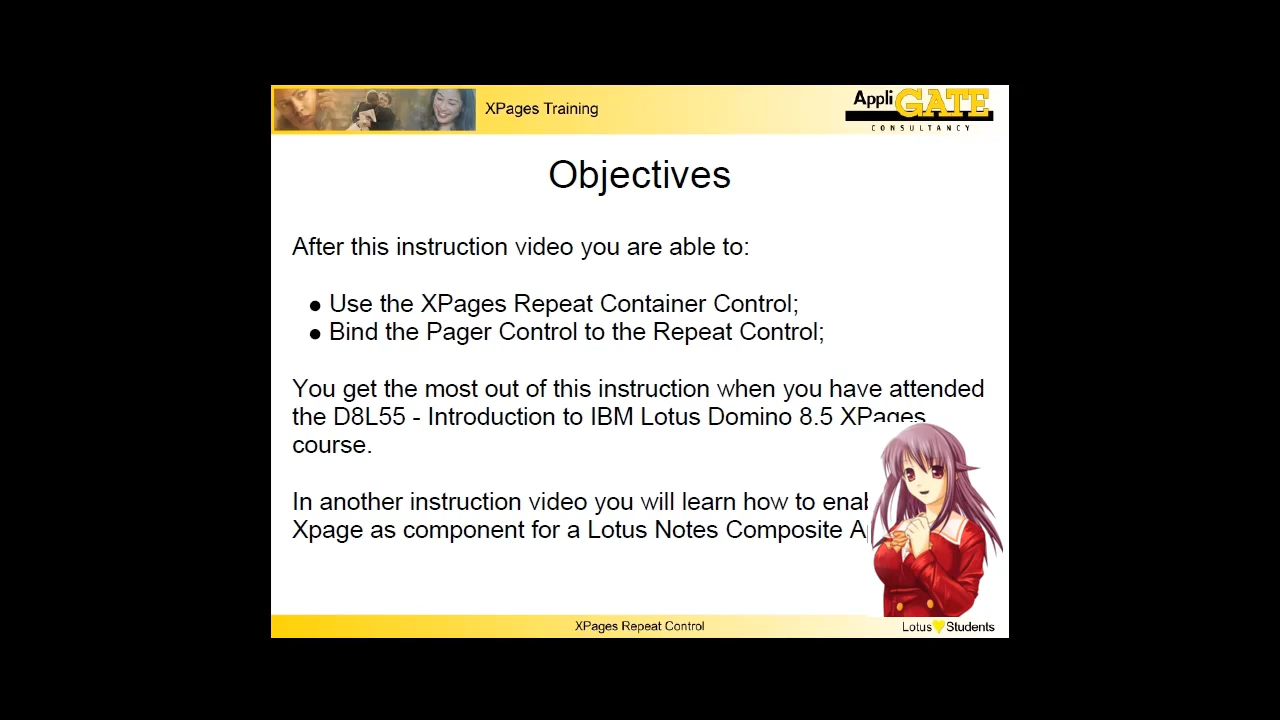 XPages Training
Appli GATE
CONSULTANCY
Objectives
After this instruction video you are able to:
● Use the XPages Repeat Container Control;
● Bind the Pager Control to the Repeat Control;
You get the most out of this instruction when you have attended
the D8L55 - Introduction to IBM Lotus Domino 8.5 XPages
course.
In another instruction video you will learn how to
Xpage as component for a Lotus Notes Composite
XPages Repeat Control
Lotus Students